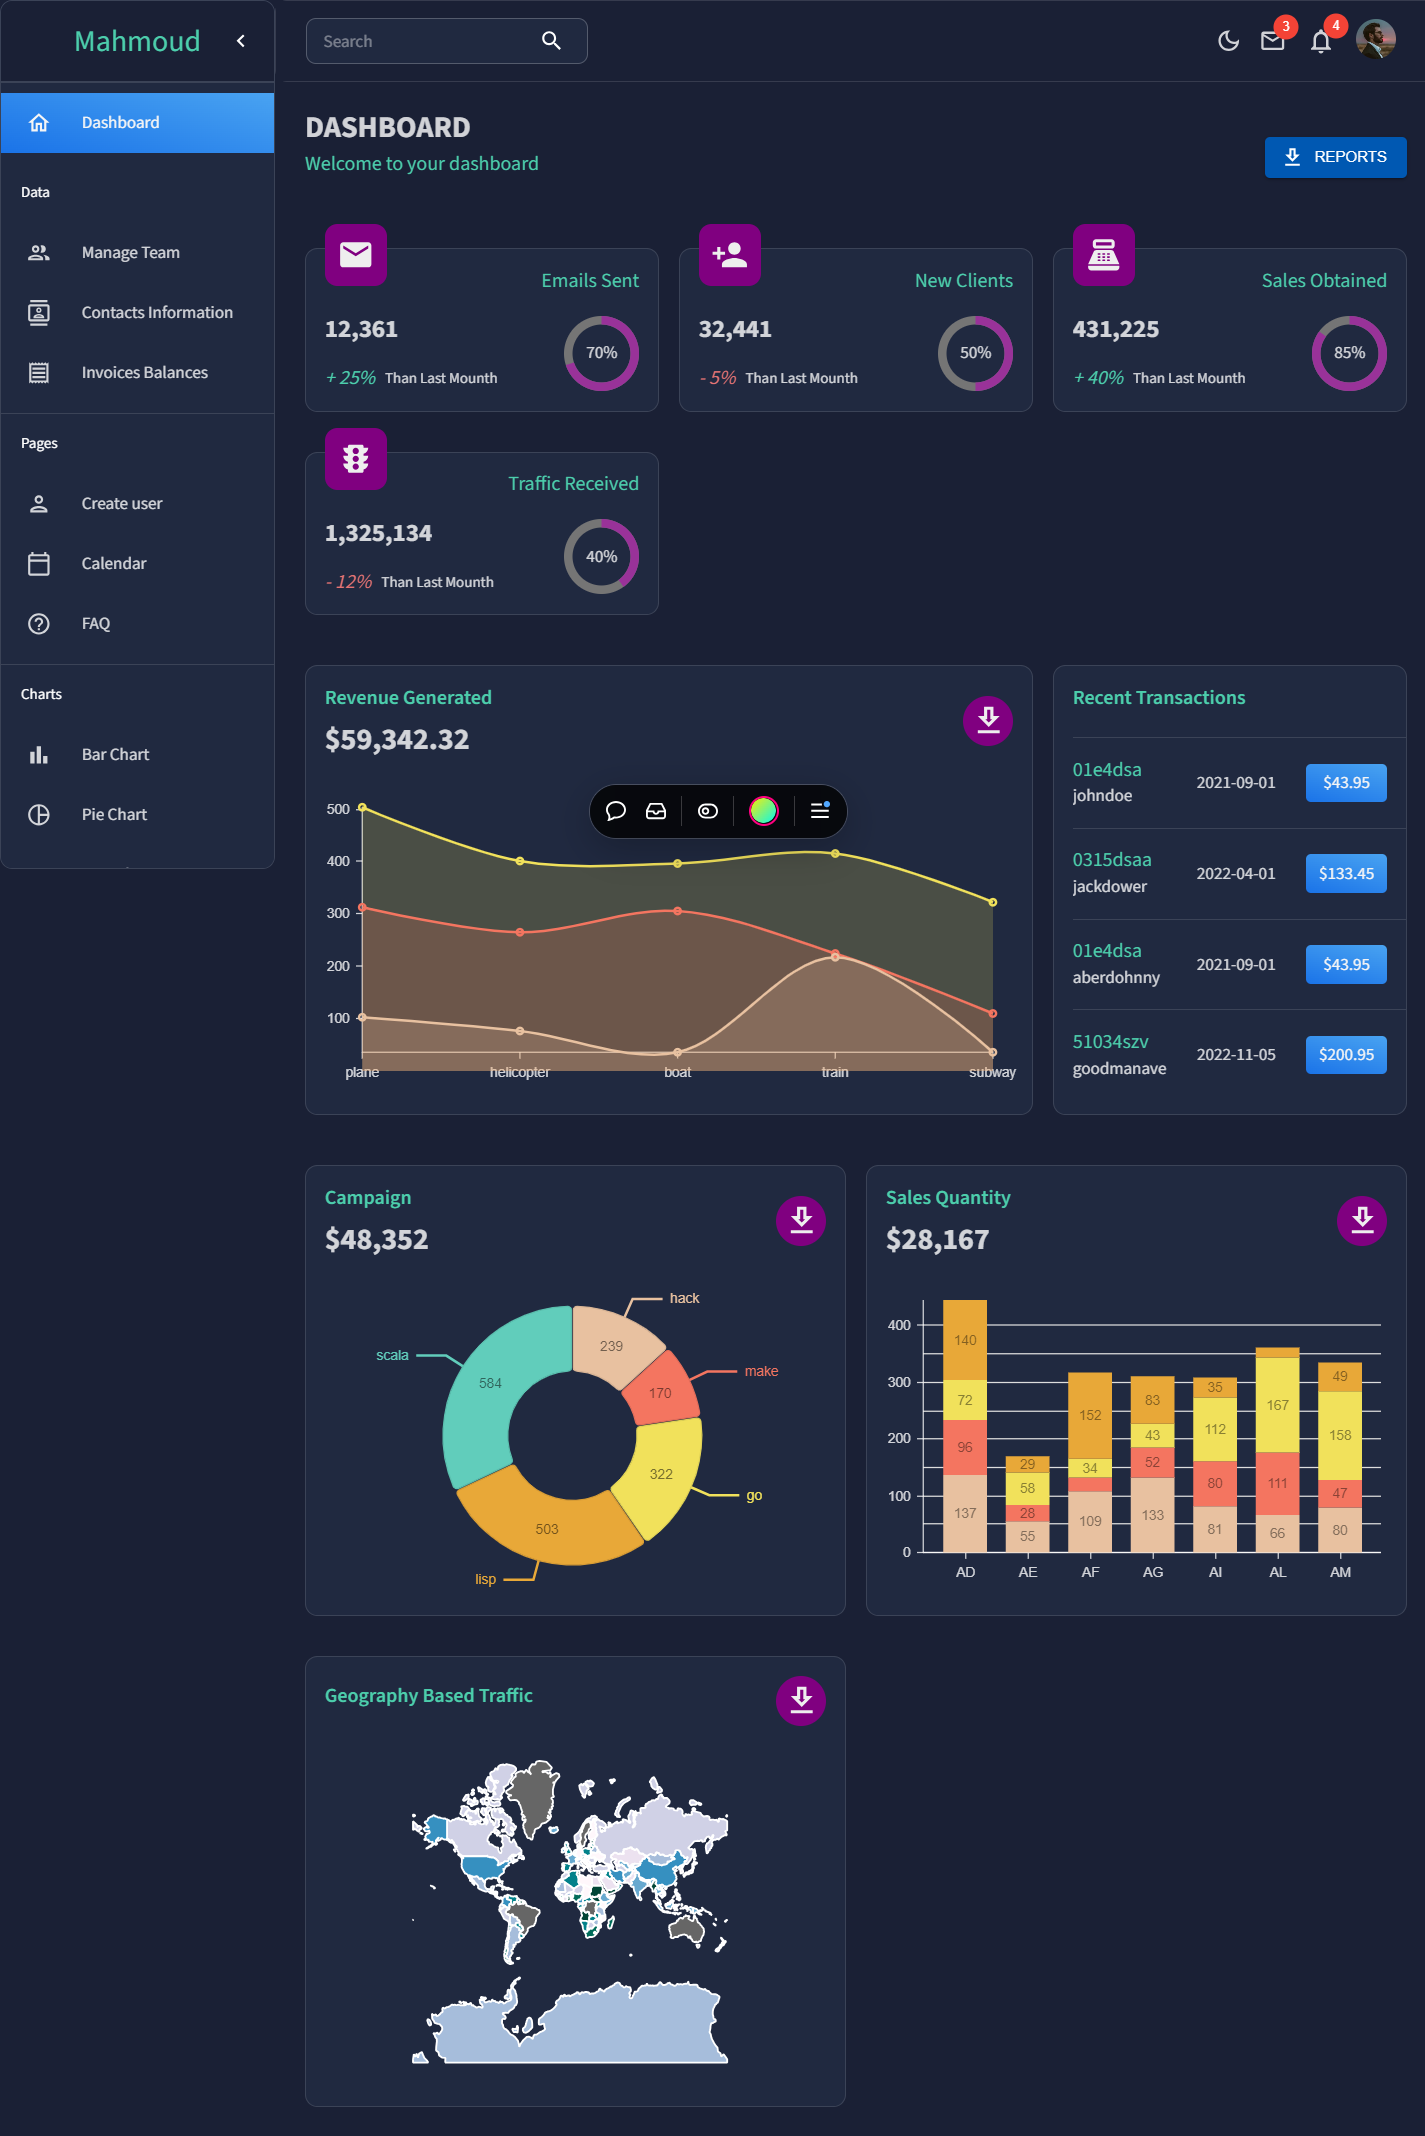 Mahmoud
Search
3
4
Dashboard
DASHBOARD
Welcome to your dashboard
REPORTS
Data
Manage Team
Contacts Information
Invoices Balances
Pages
Create user
Calendar
FAQ
Charts
Bar Chart
Pie Chart
Emails Sent
12,361
70%
+ 25% Than Last Mounth
New Clients
32,441
50%
- 5% Than Last Mounth
Sales Obtained
431,225
85%
+ 40% Than Last Mounth
Traffic Received
1,325,134
40%
- 12% Than Last Mounth
Revenue Generated
$59,342.32
500
400
300
200
100
plane helicopter boat train subway
Recent Transactions
01e4dsa
johndoe
2021-09-01
$43.95
0315dsaa
jackdower
2022-04-01
$133.45
01e4dsa
aberdohnny
2021-09-01
$43.95
51034szv
goodmanave
2022-11-05
$200.95
Campaign
$48,352
hack
239
scala
584
make
170
322
go
503
lisp
Sales Quantity
$28,167
400
300
200
100
0
140
72
96
137
29
58
28
55
152
34
109
83
43
52
133
35
112
80
81
167
111
66
49
158
47
80
AD AE AF AG AI AL AM
Geography Based Traffic